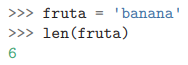 >>> fruta = 'banana'
>>> len(fruta)
6